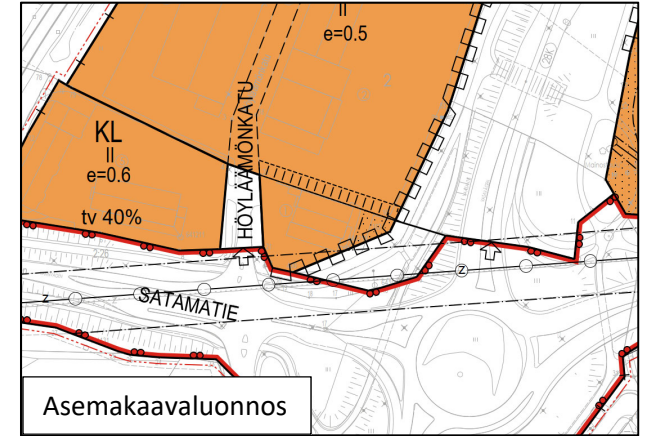 II
e=0.5
KL
II
e=0.6
tv 40%
HÖYLÄÄMÖNKATU
z
z
SATAMATIE
Asemakaavaluonnos